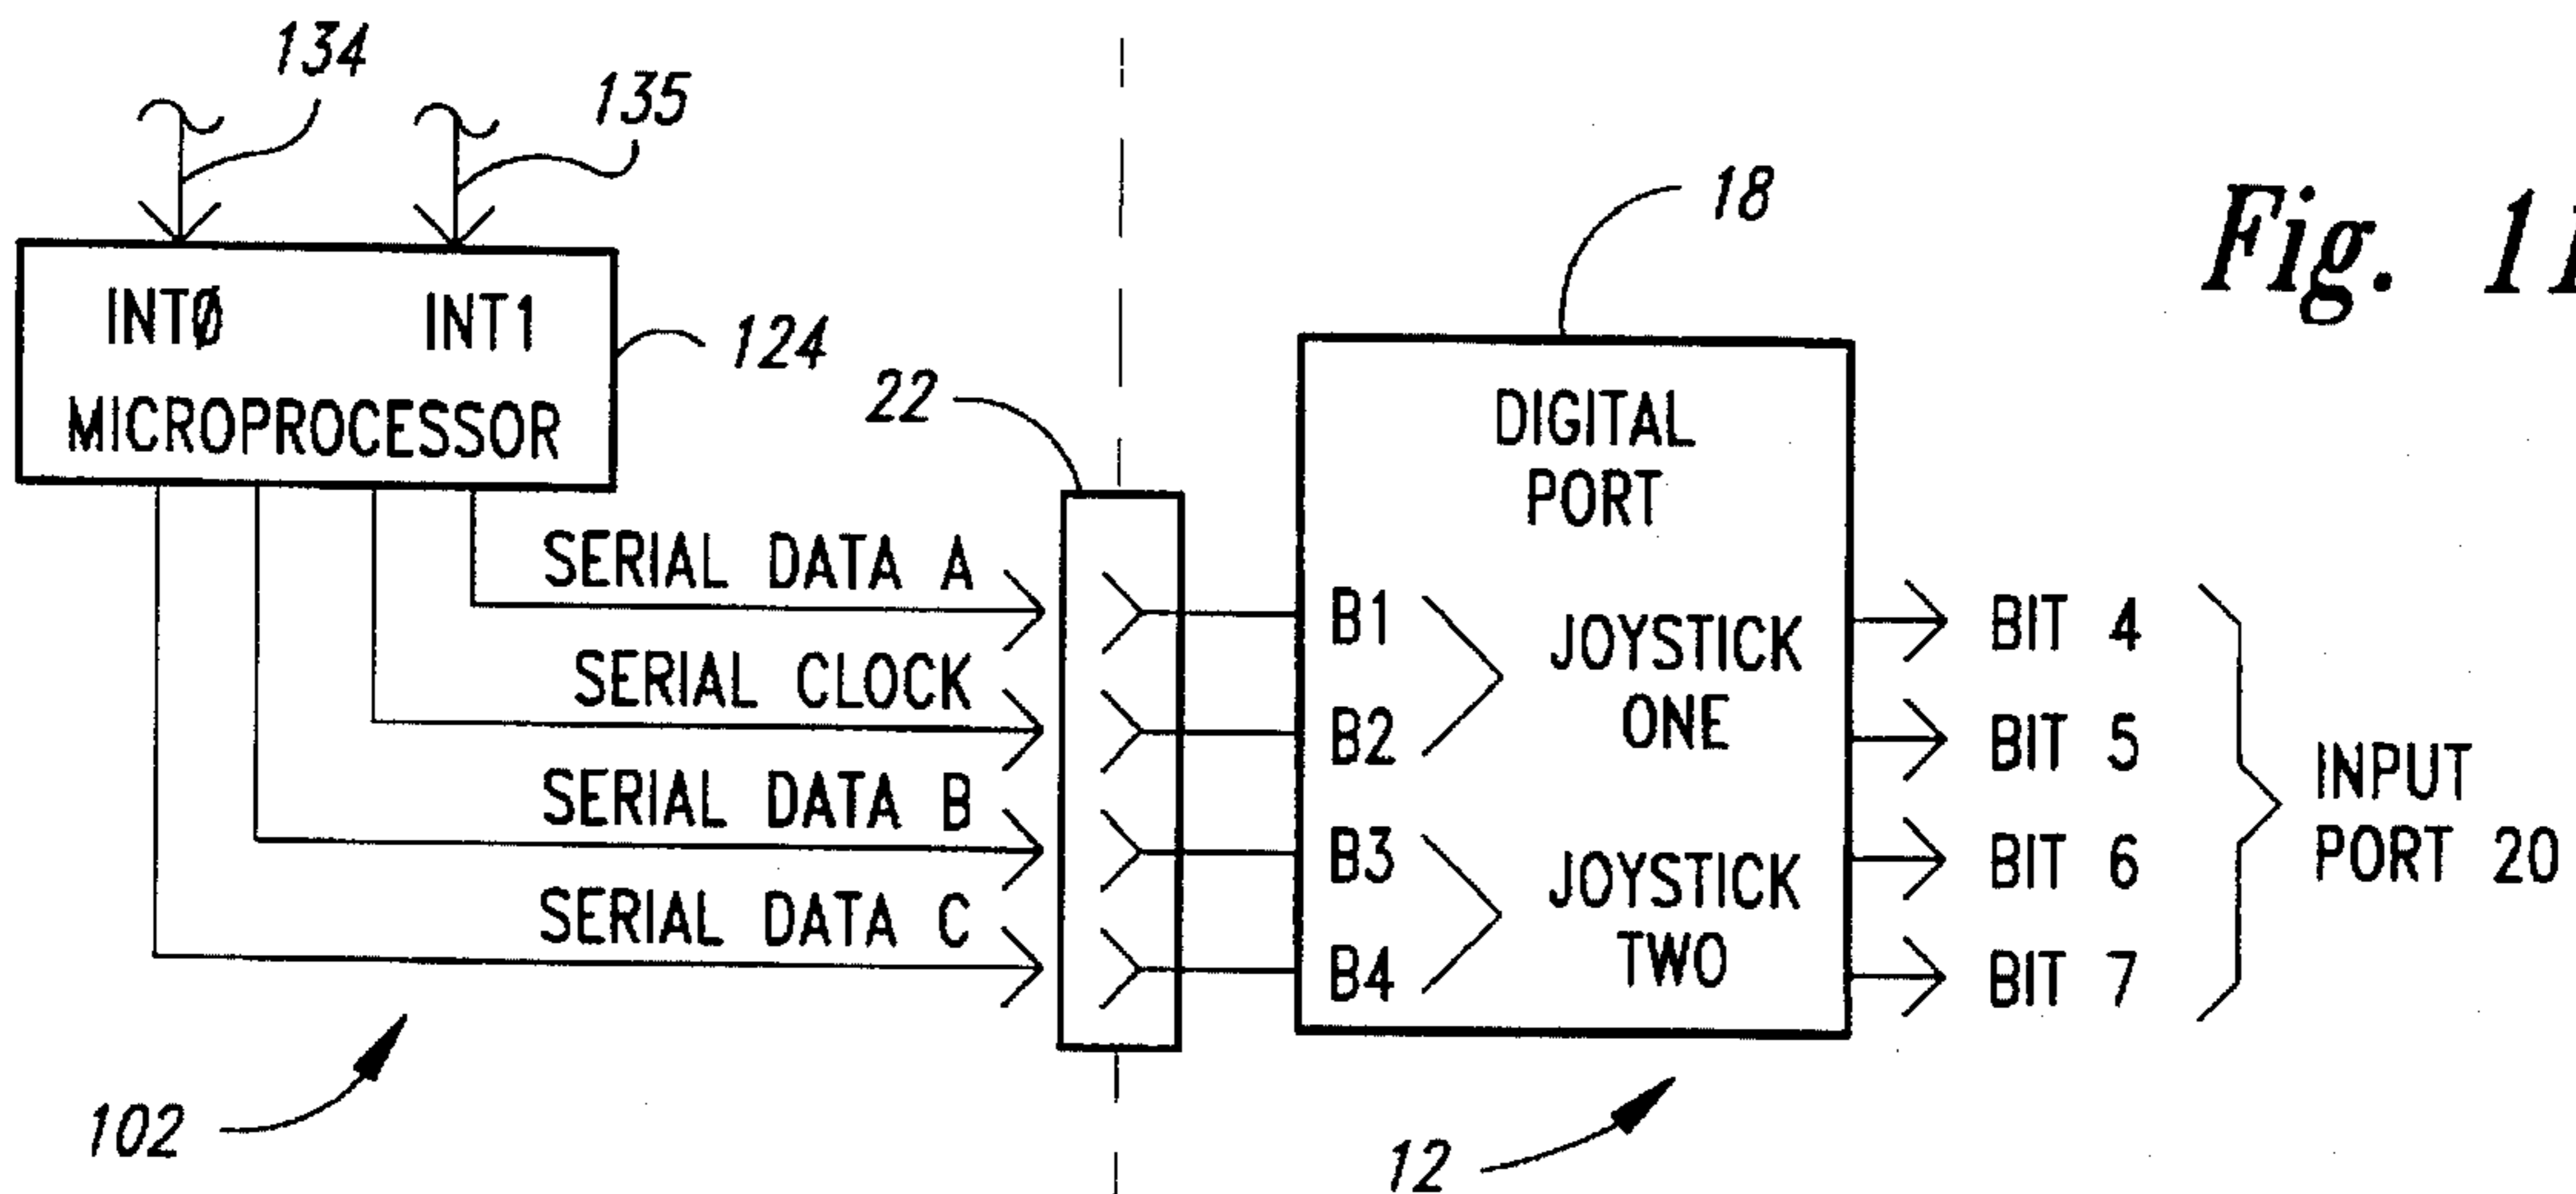 134
135
18
Fig. 11
INTØ INT1
124
MICROPROCESSOR
22
DIGITAL
PORT
SERIAL DATA A
SERIAL CLOCK
SERIAL DATA B
SERIAL DATA C
B1
B2
B3
B4
JOYSTICK
ONE
JOYSTICK
TWO
BIT 4
BIT 5
BIT 6
BIT 7
INPUT
PORT 20
102
12